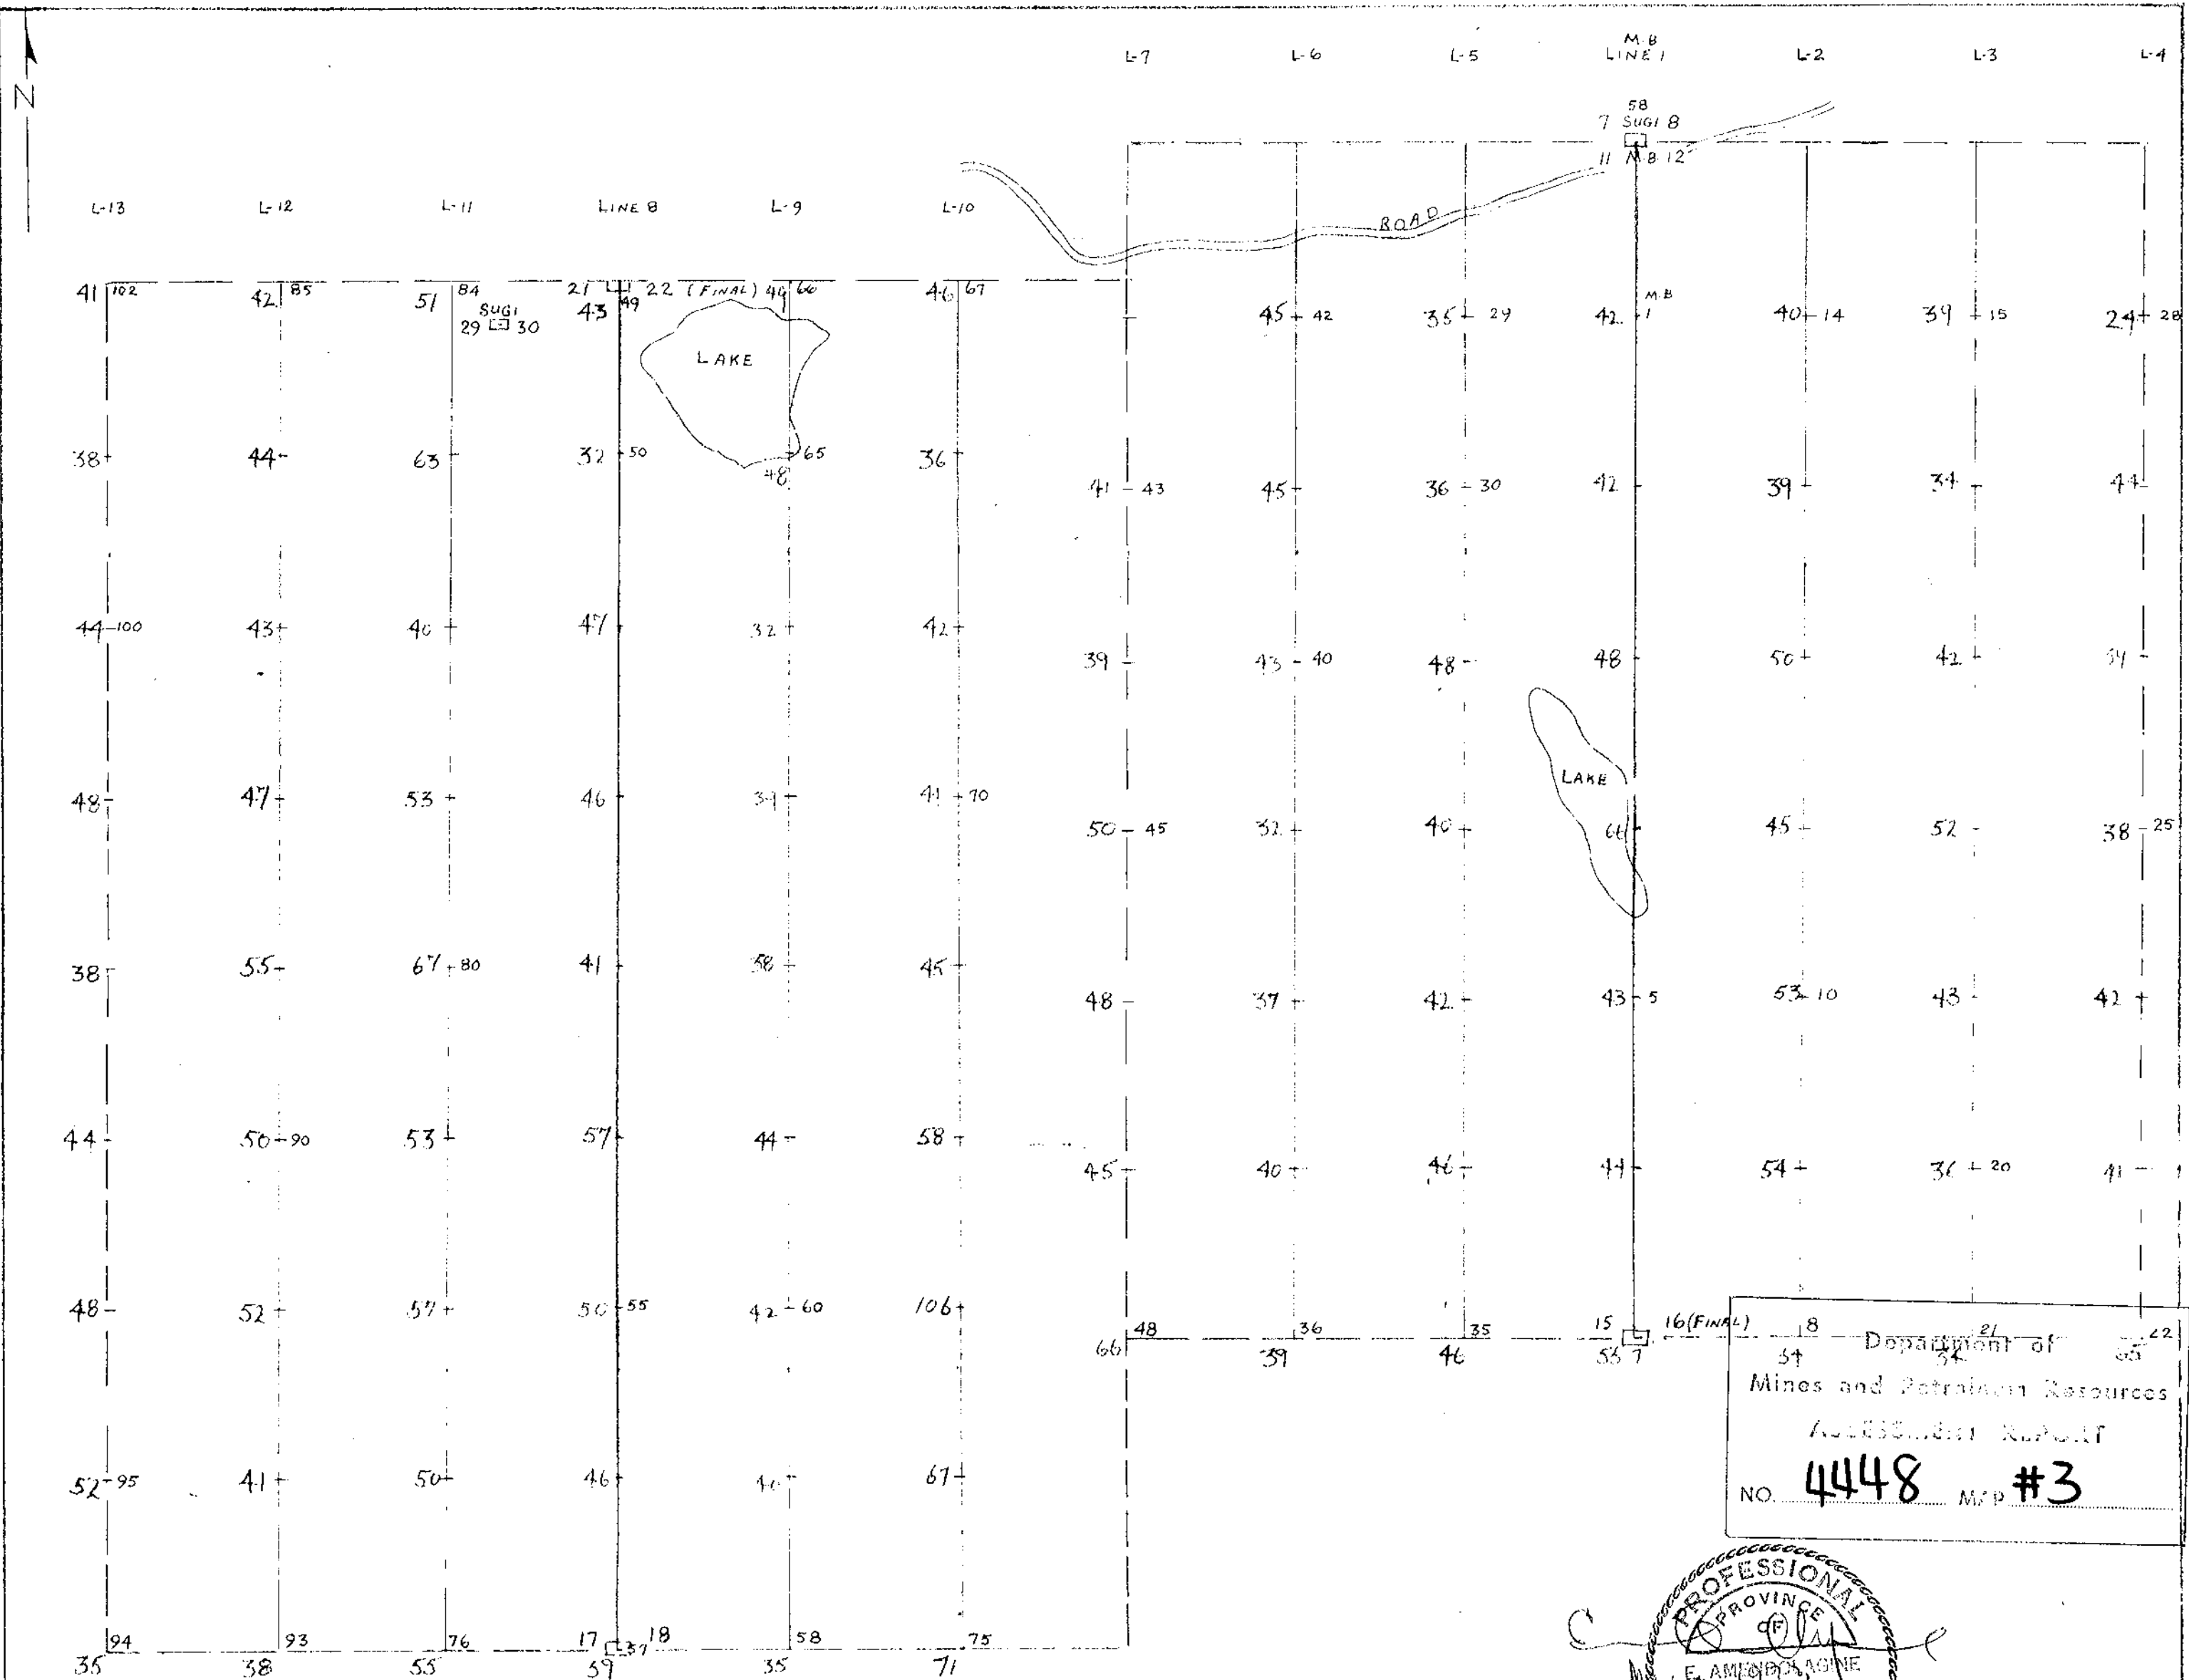 M.B
L-7 L-6 L-5 LINE 1 L-2 L-3 L-4
N
58
7 SUGI 8
11 M.B 12
L-13 L-12 L-11 LINE 8 L-9 L-10
ROAD
41 102 42 85 51 84 21 22 (FINAL) 66 46 67
43 49
SUGI
29 30
M.B
45 42 35 29 42 1 40 14 39 15 24 28
LAKE
38 44 63 32 50 65 36
48
41 43 45 36 30 42 39 34 44
44 100 43 40 47 32 42
39 43 40 48 48 50 42
LAKE
48 47 53 46 41 70
50 45 32 40 45 52 38 25
38 55 67 80 41 38 45
48 37 42 43 5 53 10 43 42
44 50 90 53 57 44 58
45 40 46 44 54 36 20 41
48 52 57 50 55 42 60 106
48 36 35 15 16 (FINAL) 8 21 22
66 39 46 7
Department of
Mines and Petroleum Resources
ASSESSMENT REPORT
NO. 4448 MAP #3
52 95 41 50 46 67
94 93 76 17 57 18 58 75
35 38 55 59 35 71
PROFESSIONAL
PROVINCE
OF
E. AMENDOLAGINE